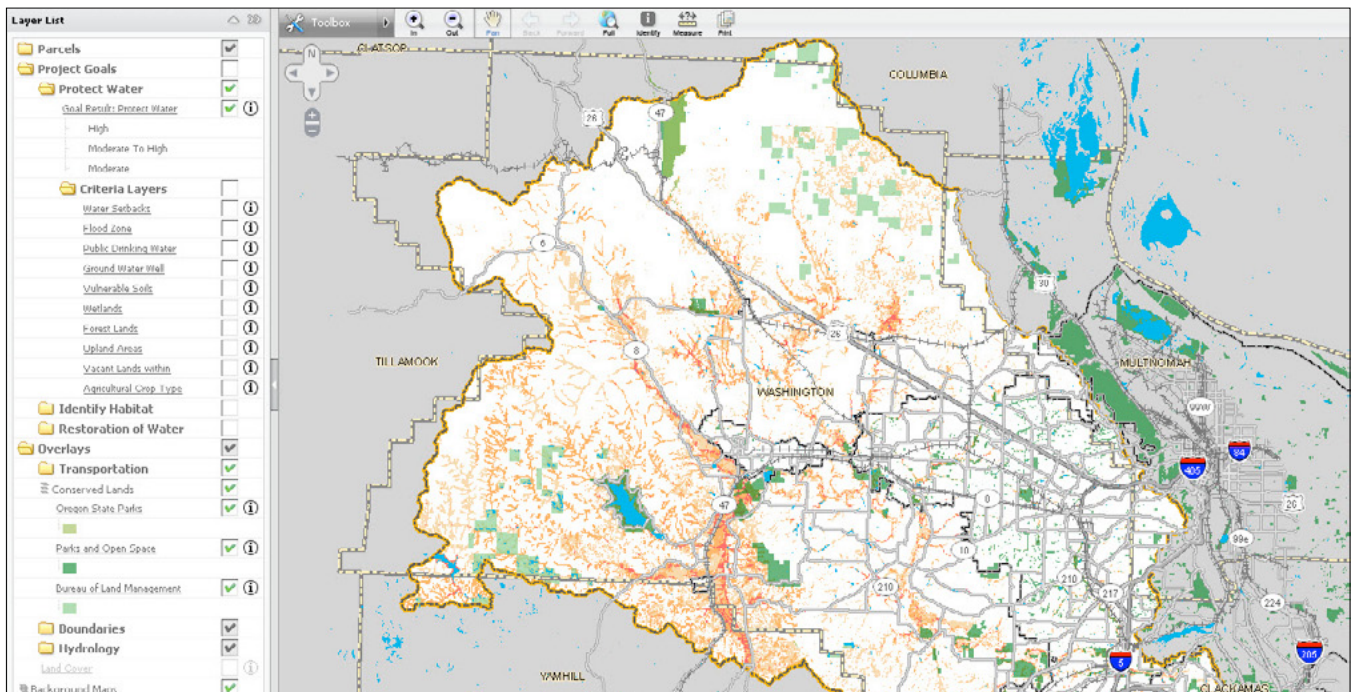 Layer List
Toolbox
In
Out
Pan
Back
Forward
Full
Identify
Measure
Print
Parcels
Project Goals
Protect Water
Goal Result: Protect Water
High
Moderate To High
Moderate
Criteria Layers
Water Setbacks
Flood Zone
Public Drinking Water
Ground Water Well
Vulnerable Soils
Wetlands
Forest Lands
Upland Areas
Vacant Lands within
Agricultural Crop Type
Identify Habitat
Restoration of Water
Overlays
Transportation
Conserved Lands
Oregon State Parks
Parks and Open Space
Bureau of Land Management
Boundaries
Hydrology
Land Cover
Background Maps
N
CLATSOP
COLUMBIA
26
47
6
30
8
26
TILLAMOOK
MULTNOMAH
WASHINGTON
99W
84
405
47
8
26
10
99e
210
210
217
224
5
205
YAMHILL
CLACKAMAS